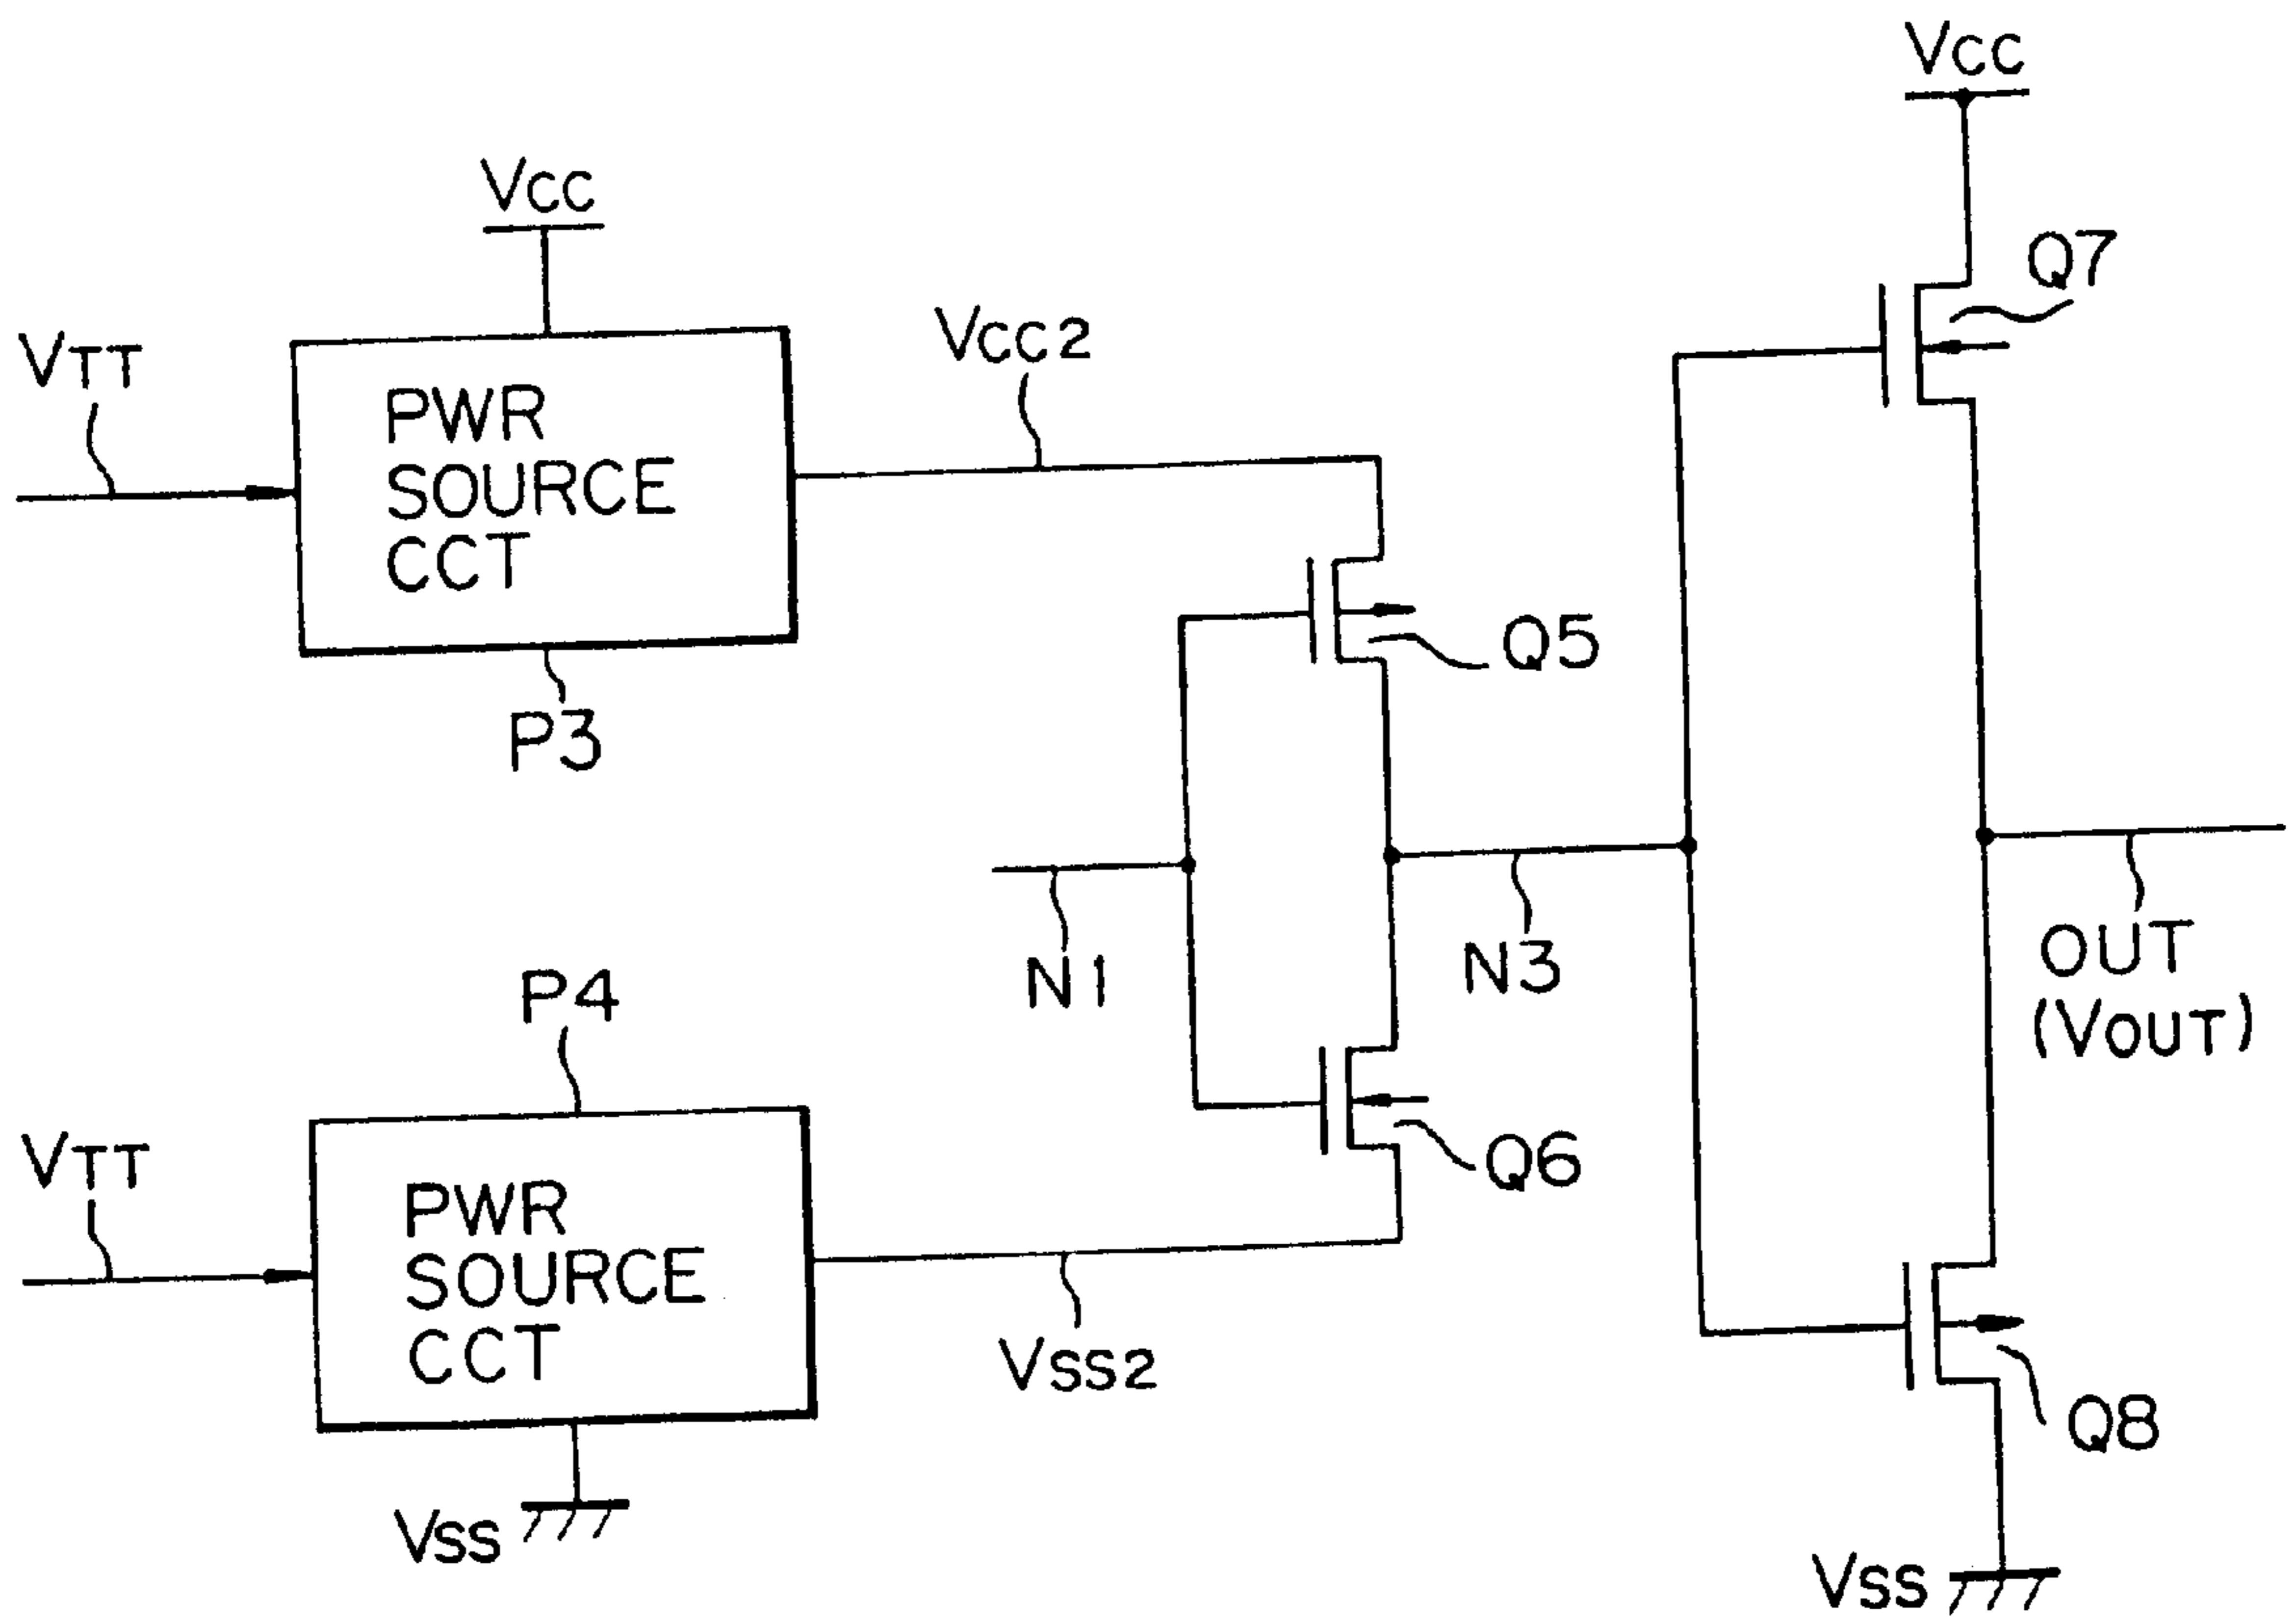 VCC
VCC
Q7
VTT
VCC2
PWR
SOURCE
CCT
Q5
P3
N1
N3
OUT
(VOUT)
P4
VTT
Q6
PWR
SOURCE
CCT
VSS2
Q8
VSS
VSS